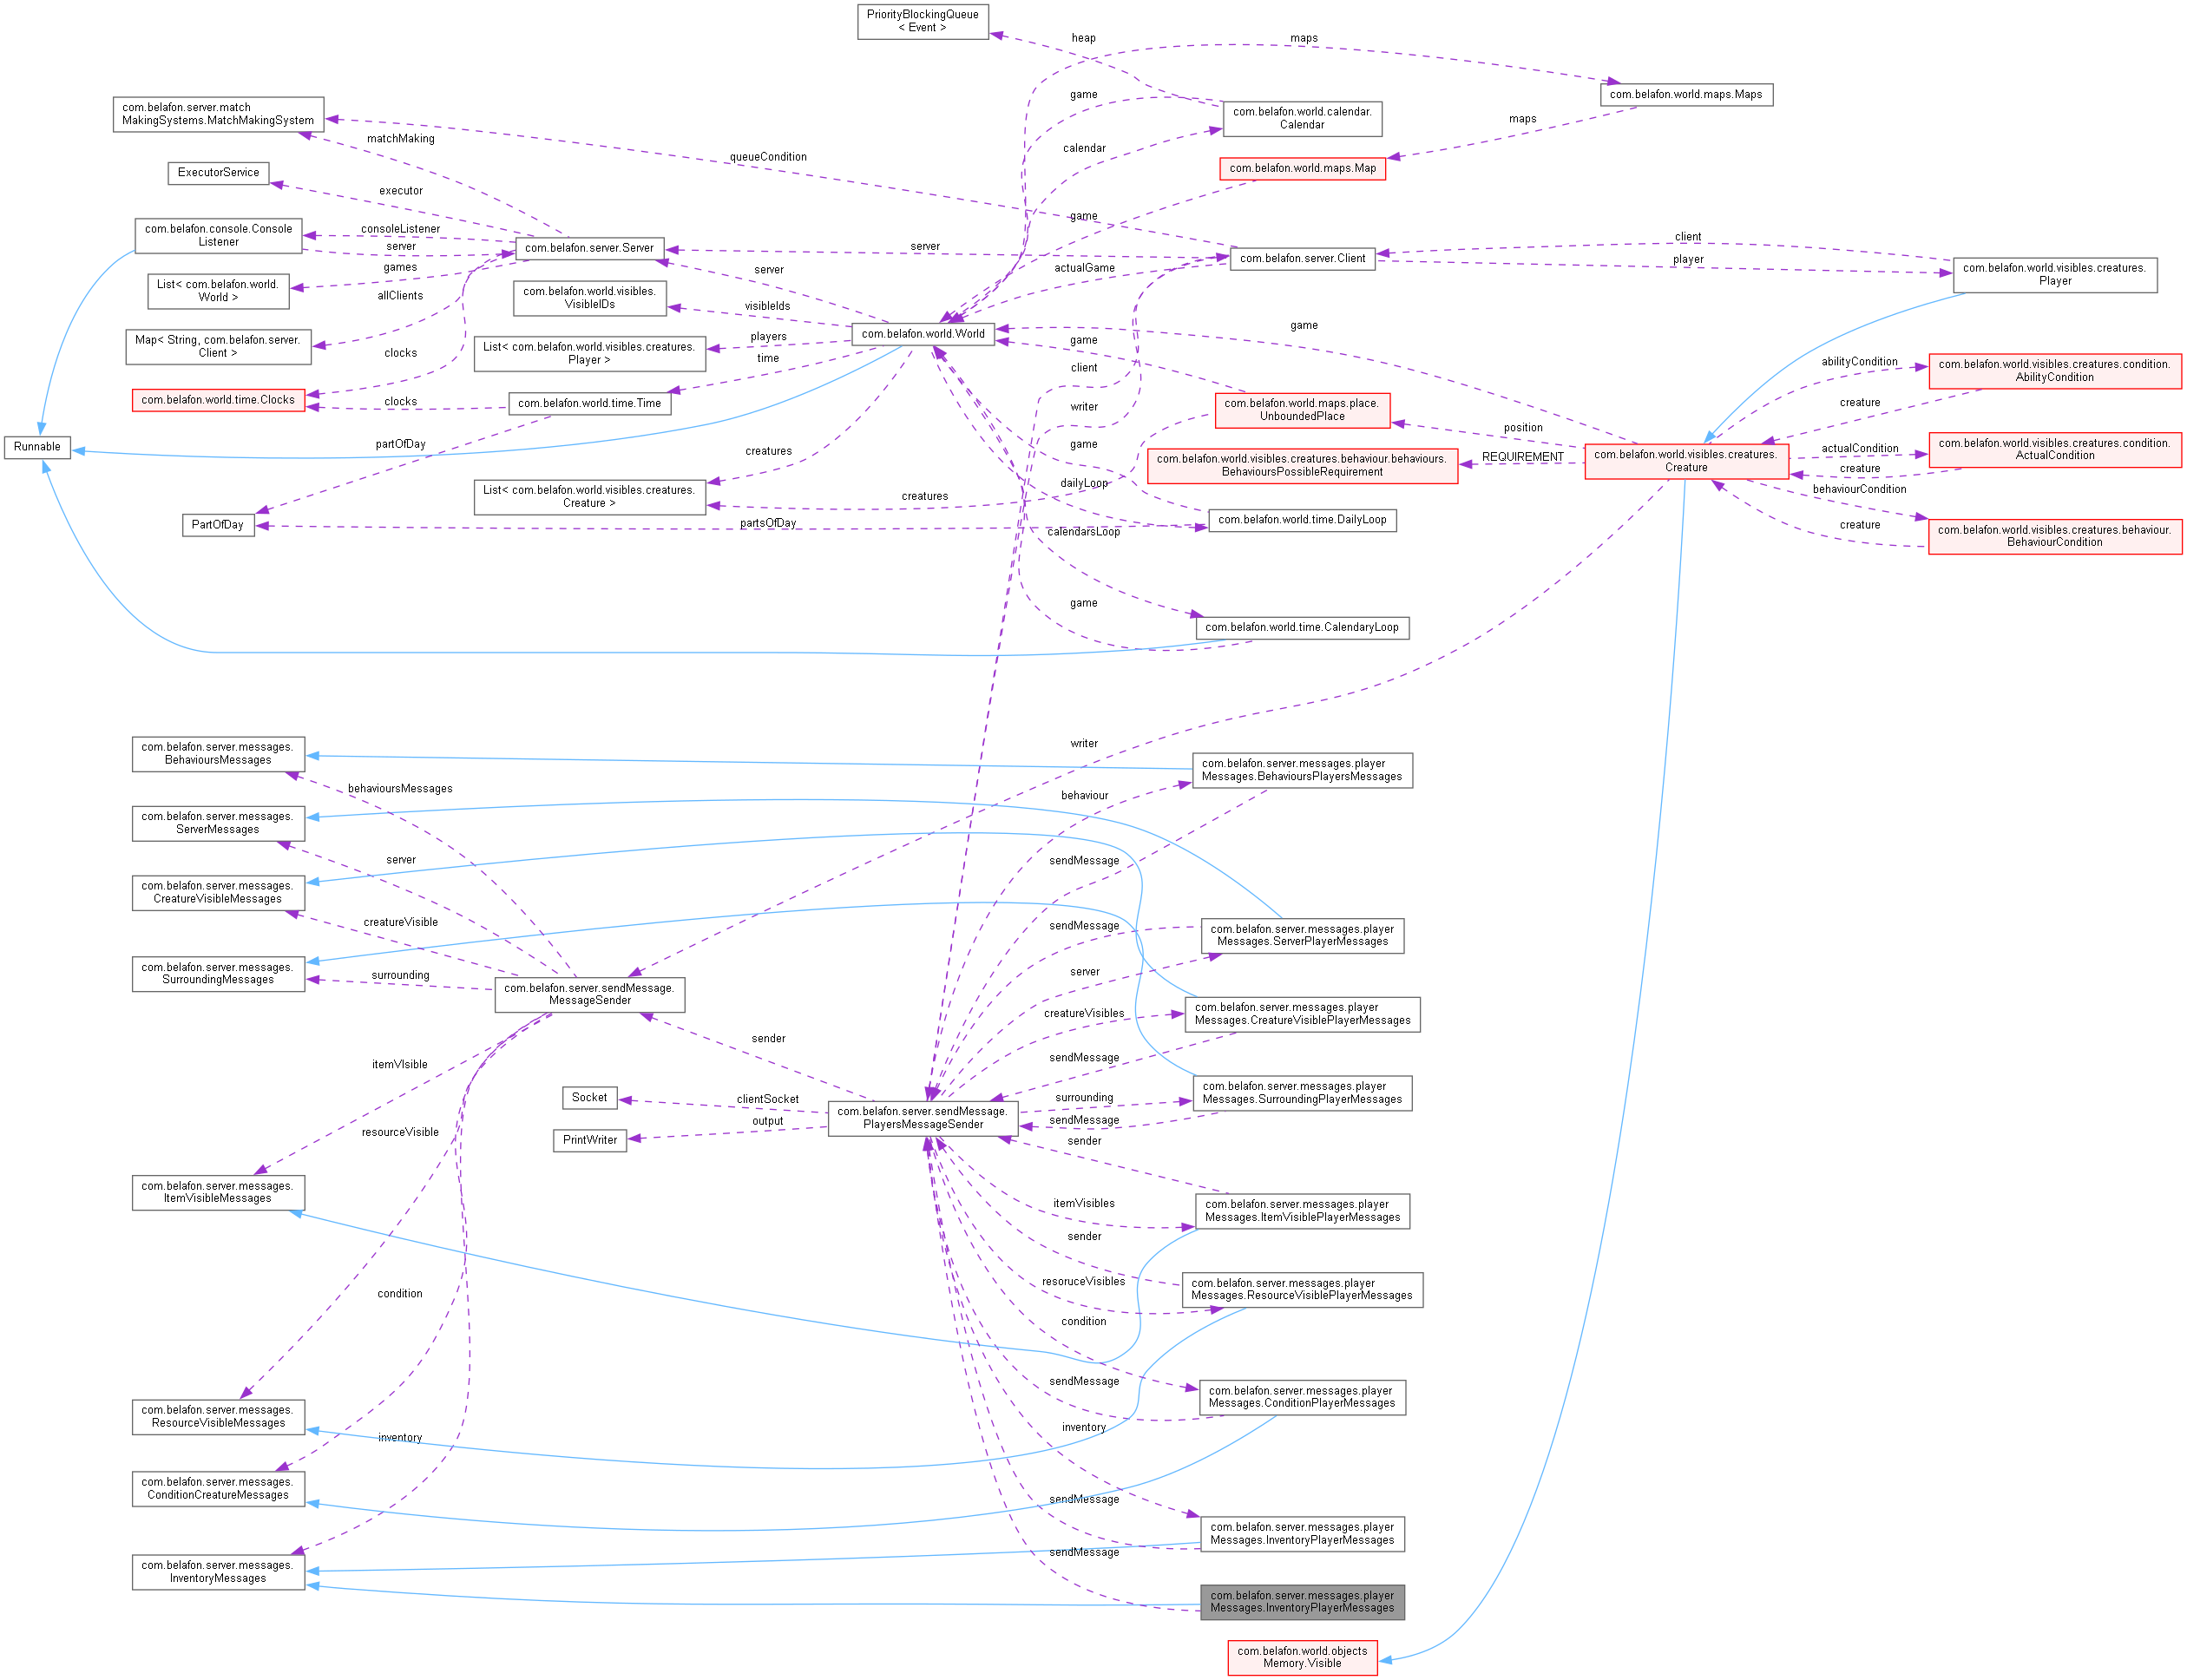 PriorityBlockingQueue
< Event >
heap
maps
com.belafon.world.maps.Maps
com.belafon.server.match
MakingSystems.MatchMakingSystem
game
com.belafon.world.calendar.
Calendar
maps
matchMaking
calendar
queueCondition
com.belafon.world.maps.Map
ExecutorService
executor
game
com.belafon.console.Console
Listener
consoleListener
server
com.belafon.server.Server
server
com.belafon.server.Client
client
player
com.belafon.world.visibles.creatures.
Player
games
List< com.belafon.world.
World >
server
actualGame
allClients
com.belafon.world.visibles.
VisibleIDs
visibleIds
Map< String, com.belafon.server.
Client >
com.belafon.world.World
game
players
List< com.belafon.world.visibles.creatures.
Player >
time
game
clocks
client
abilityCondition
com.belafon.world.visibles.creatures.condition.
AbilityCondition
com.belafon.world.time.Clocks
clocks
com.belafon.world.time.Time
com.belafon.world.maps.place.
UnboundedPlace
creature
writer
position
Runnable
partOfDay
game
creatures
com.belafon.world.visibles.creatures.behaviour.behaviours.
BehavioursPossibleRequirement
REQUIREMENT
com.belafon.world.visibles.creatures.
Creature
actualCondition
com.belafon.world.visibles.creatures.condition.
ActualCondition
creature
behaviourCondition
List< com.belafon.world.visibles.creatures.
Creature >
creatures
dailyLoop
PartOfDay
partsOfDay
com.belafon.world.time.DailyLoop
calendarsLoop
creature
com.belafon.world.visibles.creatures.behaviour.
BehaviourCondition
game
com.belafon.world.time.CalendaryLoop
writer
com.belafon.server.messages.
BehavioursMessages
com.belafon.server.messages.player
Messages.BehavioursPlayersMessages
behavioursMessages
behaviour
com.belafon.server.messages.
ServerMessages
server
sendMessage
com.belafon.server.messages.
CreatureVisibleMessages
creatureVisible
sendMessage
com.belafon.server.messages.player
Messages.ServerPlayerMessages
com.belafon.server.messages.
SurroundingMessages
surrounding
server
com.belafon.server.sendMessage.
MessageSender
creatureVisibles
com.belafon.server.messages.player
Messages.CreatureVisiblePlayerMessages
sender
sendMessage
itemVIsible
Socket
clientSocket
com.belafon.server.sendMessage.
PlayersMessageSender
surrounding
com.belafon.server.messages.player
Messages.SurroundingPlayerMessages
output
sendMessage
resourceVisible
PrintWriter
sender
com.belafon.server.messages.
ItemVisibleMessages
itemVisibles
com.belafon.server.messages.player
Messages.ItemVisiblePlayerMessages
sender
condition
resoruceVisibles
com.belafon.server.messages.player
Messages.ResourceVisiblePlayerMessages
condition
com.belafon.server.messages.
ResourceVisibleMessages
sendMessage
com.belafon.server.messages.player
Messages.ConditionPlayerMessages
inventory
inventory
com.belafon.server.messages.
ConditionCreatureMessages
sendMessage
com.belafon.server.messages.player
Messages.InventoryPlayerMessages
com.belafon.server.messages.
InventoryMessages
sendMessage
com.belafon.server.messages.player
Messages.InventoryPlayerMessages
com.belafon.world.objects
Memory.Visible